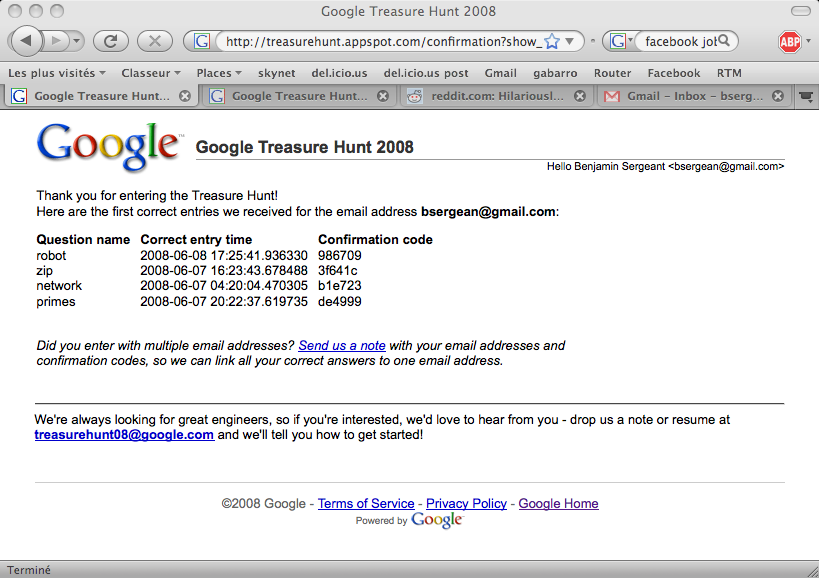 Google Treasure Hunt 2008
http://treasurehunt.appspot.com/confirmation?show_
facebook jo
ABP
Les plus visités Classeur Places skynet del.icio.us del.icio.us post Gmail gabarro Router Facebook RTM
Google Treasure Hunt... Google Treasure Hunt... reddit.com: Hilariousl... Gmail - Inbox - bserg...
Google™ Google Treasure Hunt 2008
Hello Benjamin Sergeant <bsergean@gmail.com>
Thank you for entering the Treasure Hunt!
Here are the first correct entries we received for the email address bsergean@gmail.com:
Question name Correct entry time Confirmation code
robot 2008-06-08 17:25:41.936330 986709
zip 2008-06-07 16:23:43.678488 3f641c
network 2008-06-07 04:20:04.470305 b1e723
primes 2008-06-07 20:22:37.619735 de4999
Did you enter with multiple email addresses? Send us a note with your email addresses and
confirmation codes, so we can link all your correct answers to one email address.
We're always looking for great engineers, so if you're interested, we'd love to hear from you - drop us a note or resume at
treasurehunt08@google.com and we'll tell you how to get started!
©2008 Google - Terms of Service - Privacy Policy - Google Home
Powered by Google™
Terminé